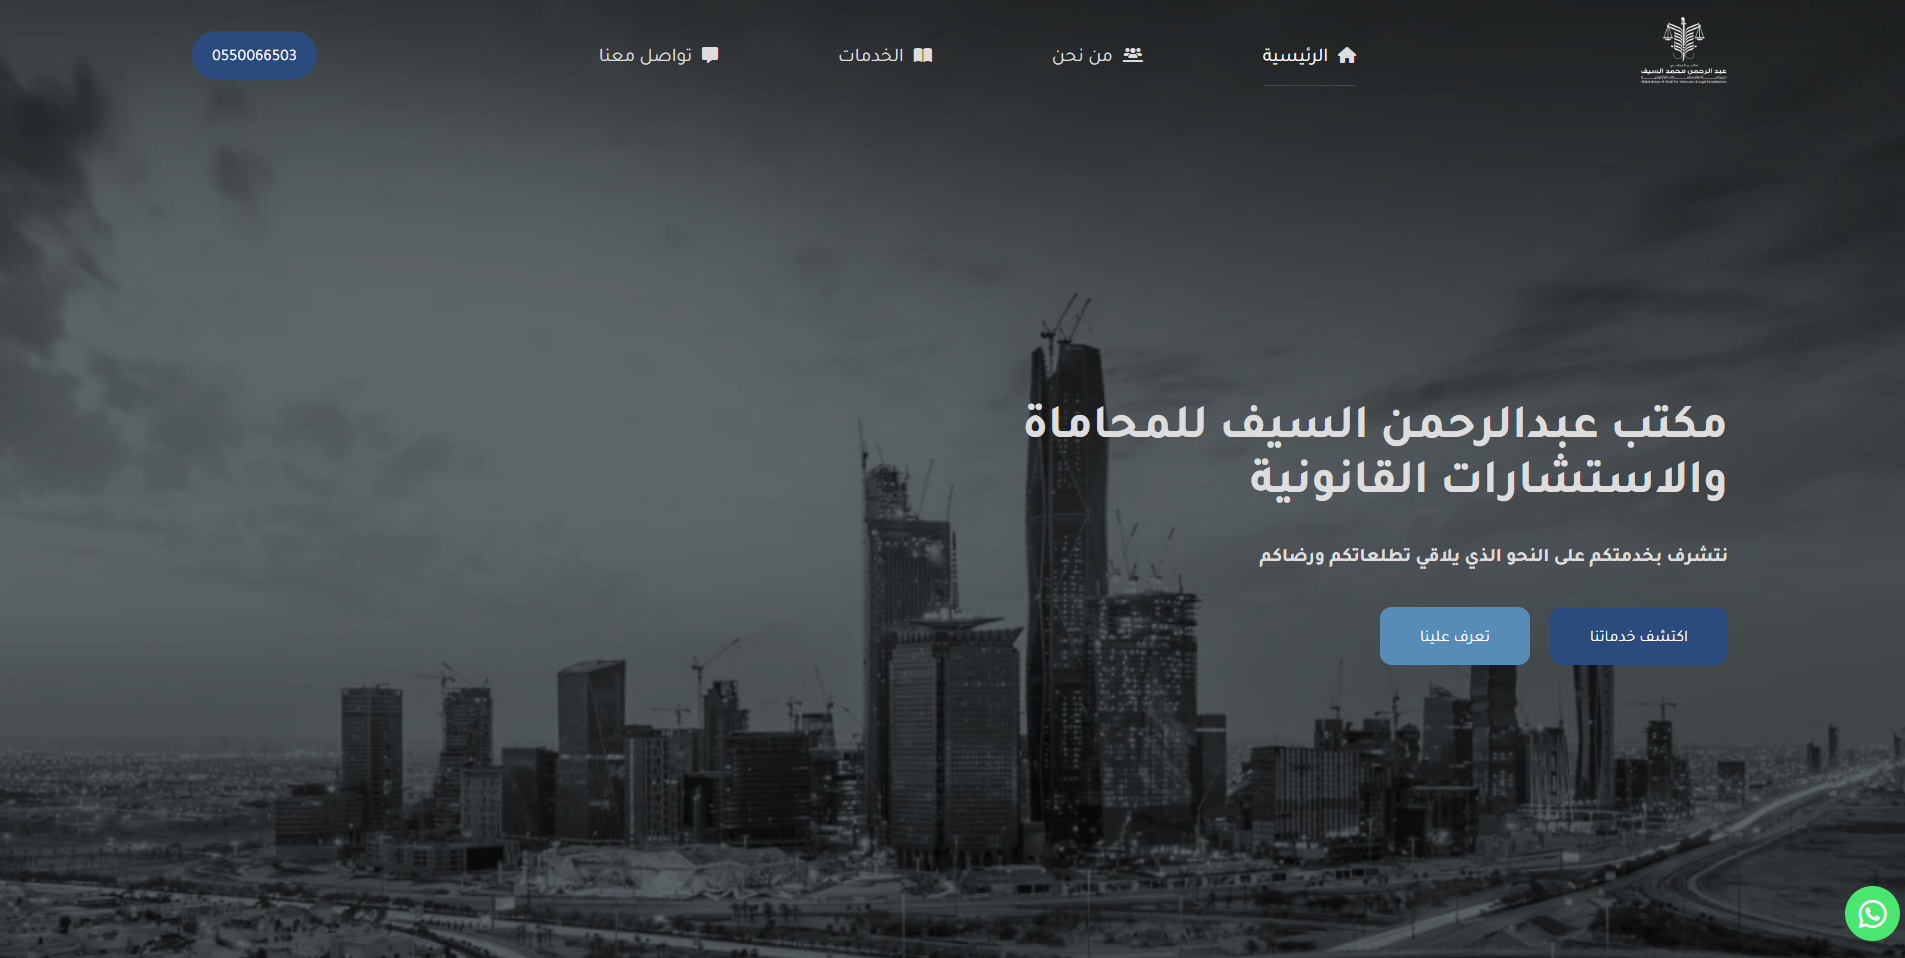 عبد الرحمن محمد السيف
الرئيسية
من نحن
الخدمات
تواصل معنا
0550066503
مكتب عبدالرحمن السيف للمحاماة
والاستشارات القانونية
نتشرف بخدمتكم على النحو الذي يلاقي تطلعاتكم ورضاكم
اكتشف خدماتنا
تعرف علينا